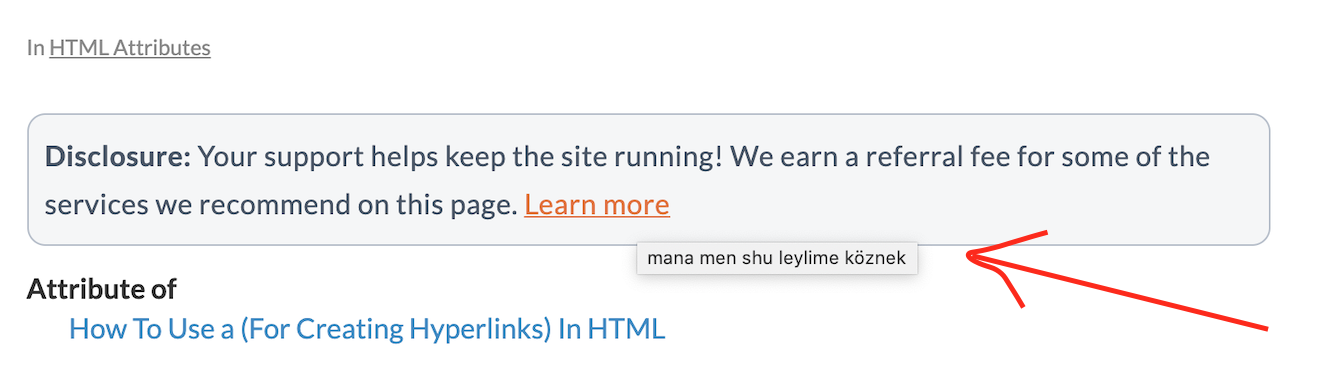 In HTML Attributes
Disclosure: Your support helps keep the site running! We earn a referral fee for some of the
services we recommend on this page. Learn more
mana men shu leylime köznek
Attribute of
How To Use a (For Creating Hyperlinks) In HTML